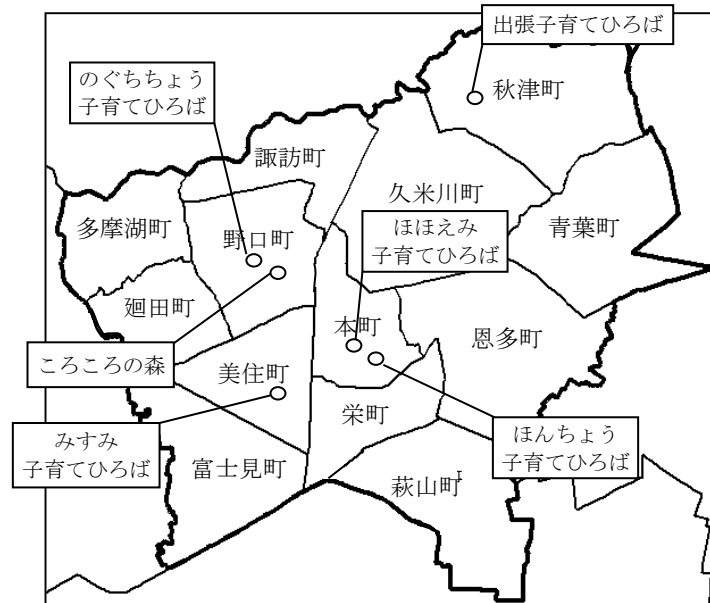 出張子育てひろば
秋津町
のぐちちょう
子育てひろば
諏訪町
久米川町
青葉町
多摩湖町
野口町
ほほえみ
子育てひろば
廻田町
本町
恩多町
ころころの森
美住町
栄町
みすみ
子育てひろば
ほんちょう
子育てひろば
富士見町
萩山町